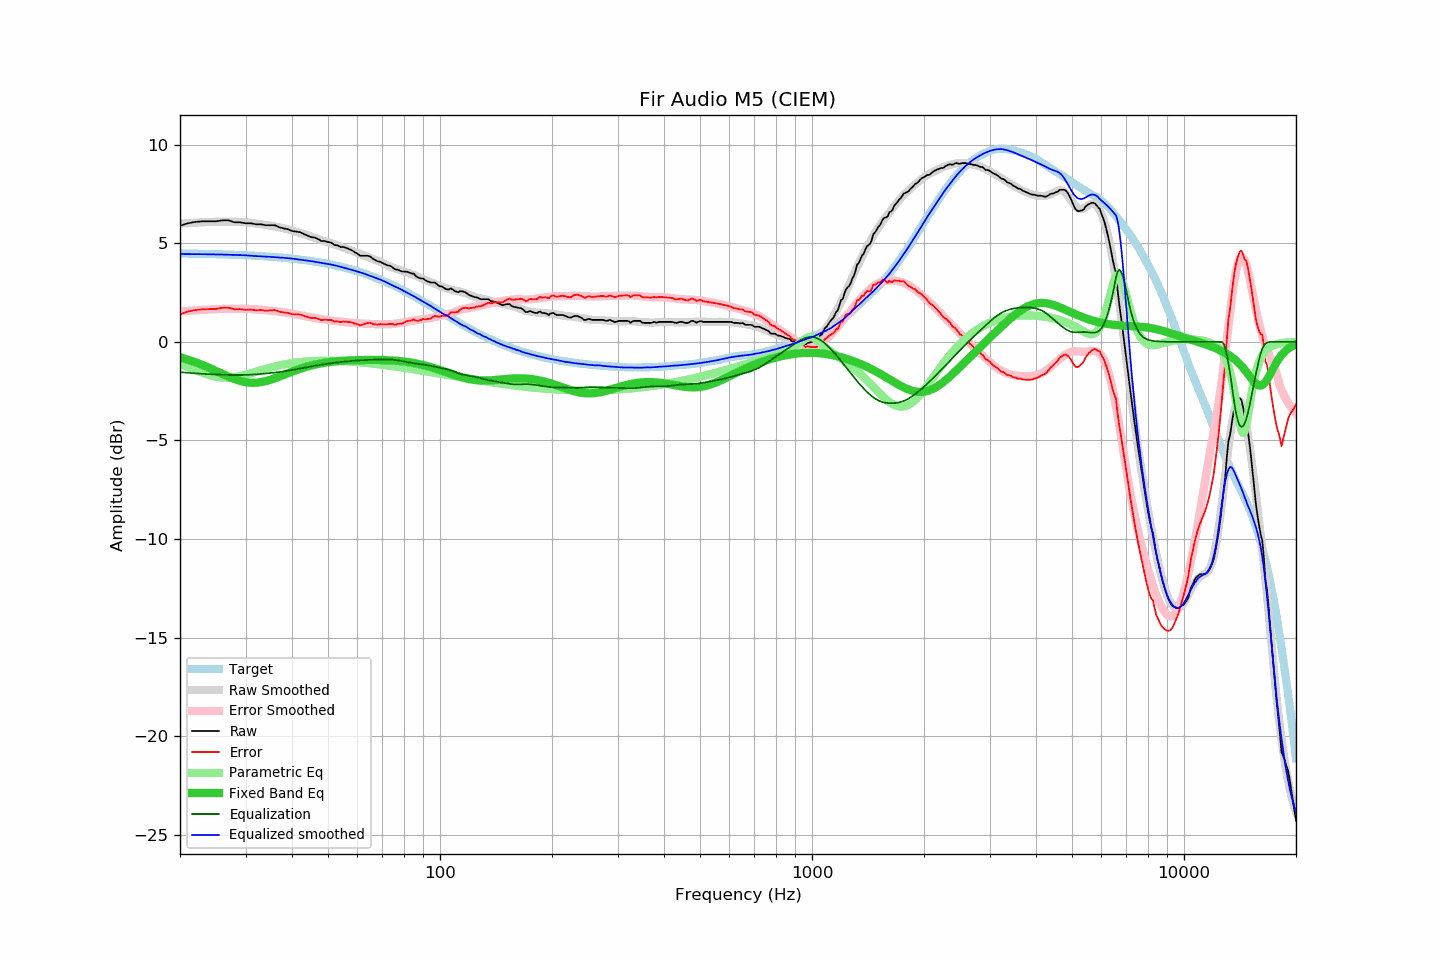 Fir Audio M5 (CIEM)
10
5
0
−5
−10
−15
−20
−25
Amplitude (dBr)
Target
Raw Smoothed
Error Smoothed
Raw
Error
Parametric Eq
Fixed Band Eq
Equalization
Equalized smoothed
100
1000
10000
Frequency (Hz)